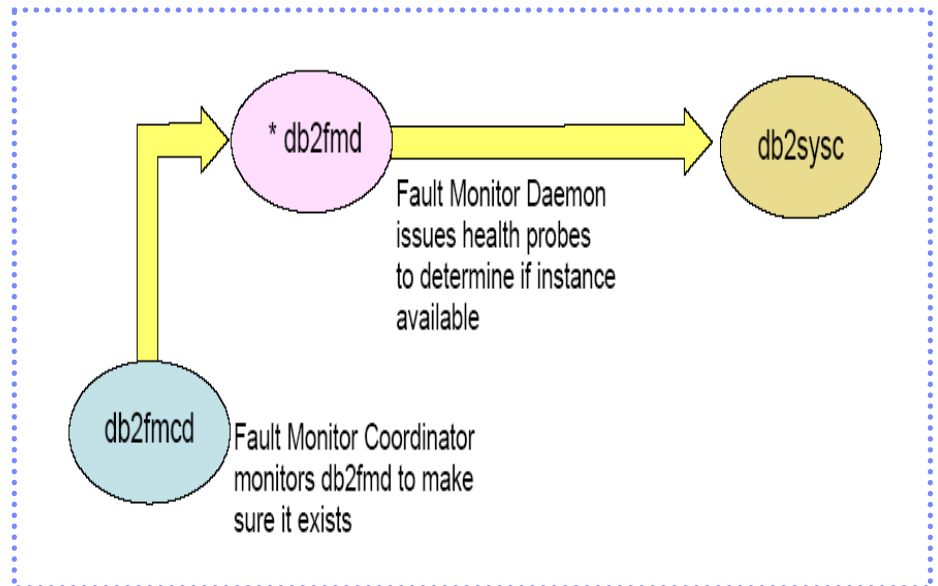 * db2fmd
db2sysc
Fault Monitor Daemon
issues health probes
to determine if instance
available
db2fmcd
Fault Monitor Coordinator
monitors db2fmd to make
sure it exists